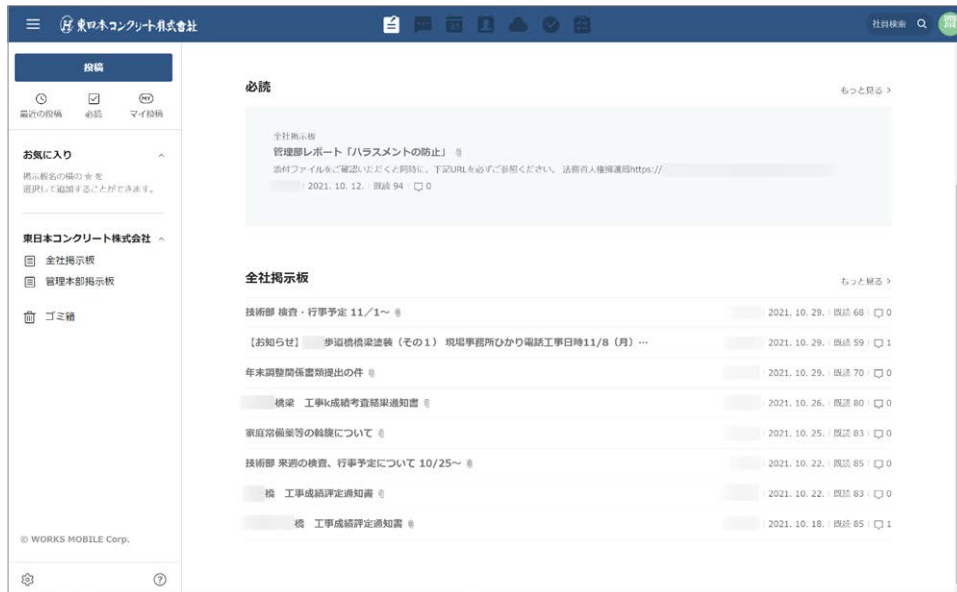 東日本コンクリート株式会社
31
社員検索
投稿
最近の投稿
必読
MY
マイ投稿
お気に入り
掲示板名の横の ☆ を
選択して追加することができます。
東日本コンクリート株式会社
全社掲示板
管理本部掲示板
ゴミ箱
© WORKS MOBILE Corp.
必読
もっと見る >
全社掲示板
管理部レポート「ハラスメントの防止」
添付ファイルをご確認いただくと同時に、下記URLを必ずご参照ください。 法務省人権擁護局https://
2021. 10. 12. 既読 94 0
全社掲示板
もっと見る >
技術部 検査・行事予定 11/1～ 2021. 10. 29. 既読 68 0
【お知らせ】 歩道橋橋梁塗装（その１） 現場事務所ひかり電話工事日時11/8（月）… 2021. 10. 29. 既読 59 1
年末調整関係書類提出の件 2021. 10. 29. 既読 70 0
橋梁 工事k成績考査結果通知書 2021. 10. 26. 既読 80 0
家庭常備薬等の斡旋について 2021. 10. 25. 既読 83 0
技術部 来週の検査、行事予定について 10/25～ 2021. 10. 22. 既読 85 0
橋 工事成績評定通知書 2021. 10. 22. 既読 83 0
橋 工事成績評定通知書 2021. 10. 18. 既読 85 1